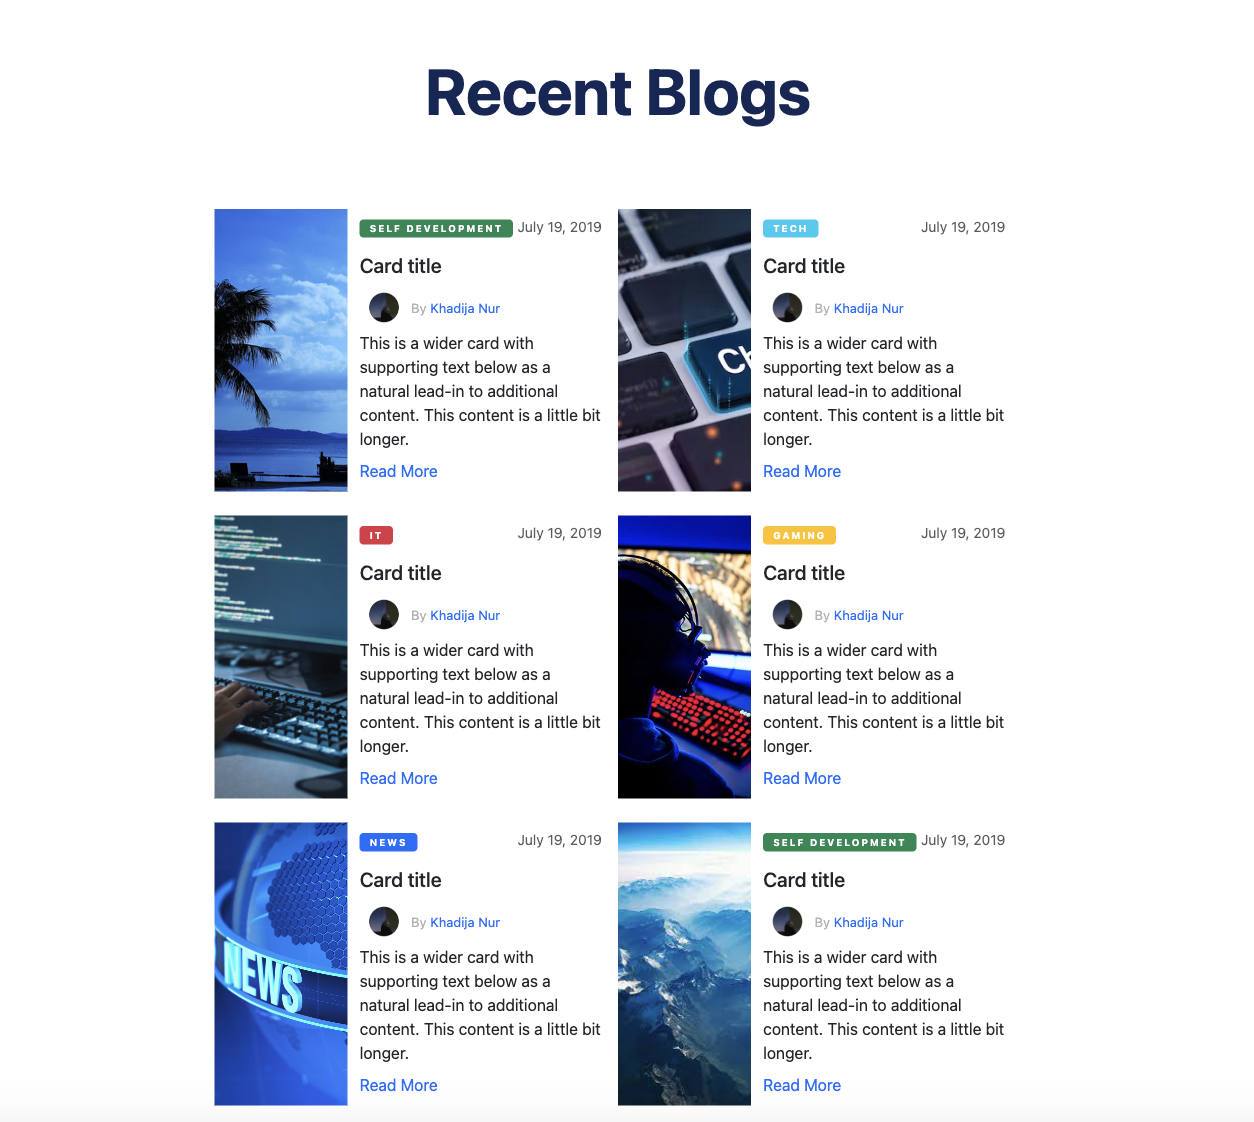 Recent Blogs
SELF DEVELOPMENT July 19, 2019
Card title
By Khadija Nur
This is a wider card with
supporting text below as a
natural lead-in to additional
content. This content is a little bit
longer.
Read More
TECH July 19, 2019
Card title
By Khadija Nur
This is a wider card with
supporting text below as a
natural lead-in to additional
content. This content is a little bit
longer.
Read More
Ch
IT July 19, 2019
Card title
By Khadija Nur
This is a wider card with
supporting text below as a
natural lead-in to additional
content. This content is a little bit
longer.
Read More
GAMING July 19, 2019
Card title
By Khadija Nur
This is a wider card with
supporting text below as a
natural lead-in to additional
content. This content is a little bit
longer.
Read More
NEWS
NEWS July 19, 2019
Card title
By Khadija Nur
This is a wider card with
supporting text below as a
natural lead-in to additional
content. This content is a little bit
longer.
Read More
SELF DEVELOPMENT July 19, 2019
Card title
By Khadija Nur
This is a wider card with
supporting text below as a
natural lead-in to additional
content. This content is a little bit
longer.
Read More